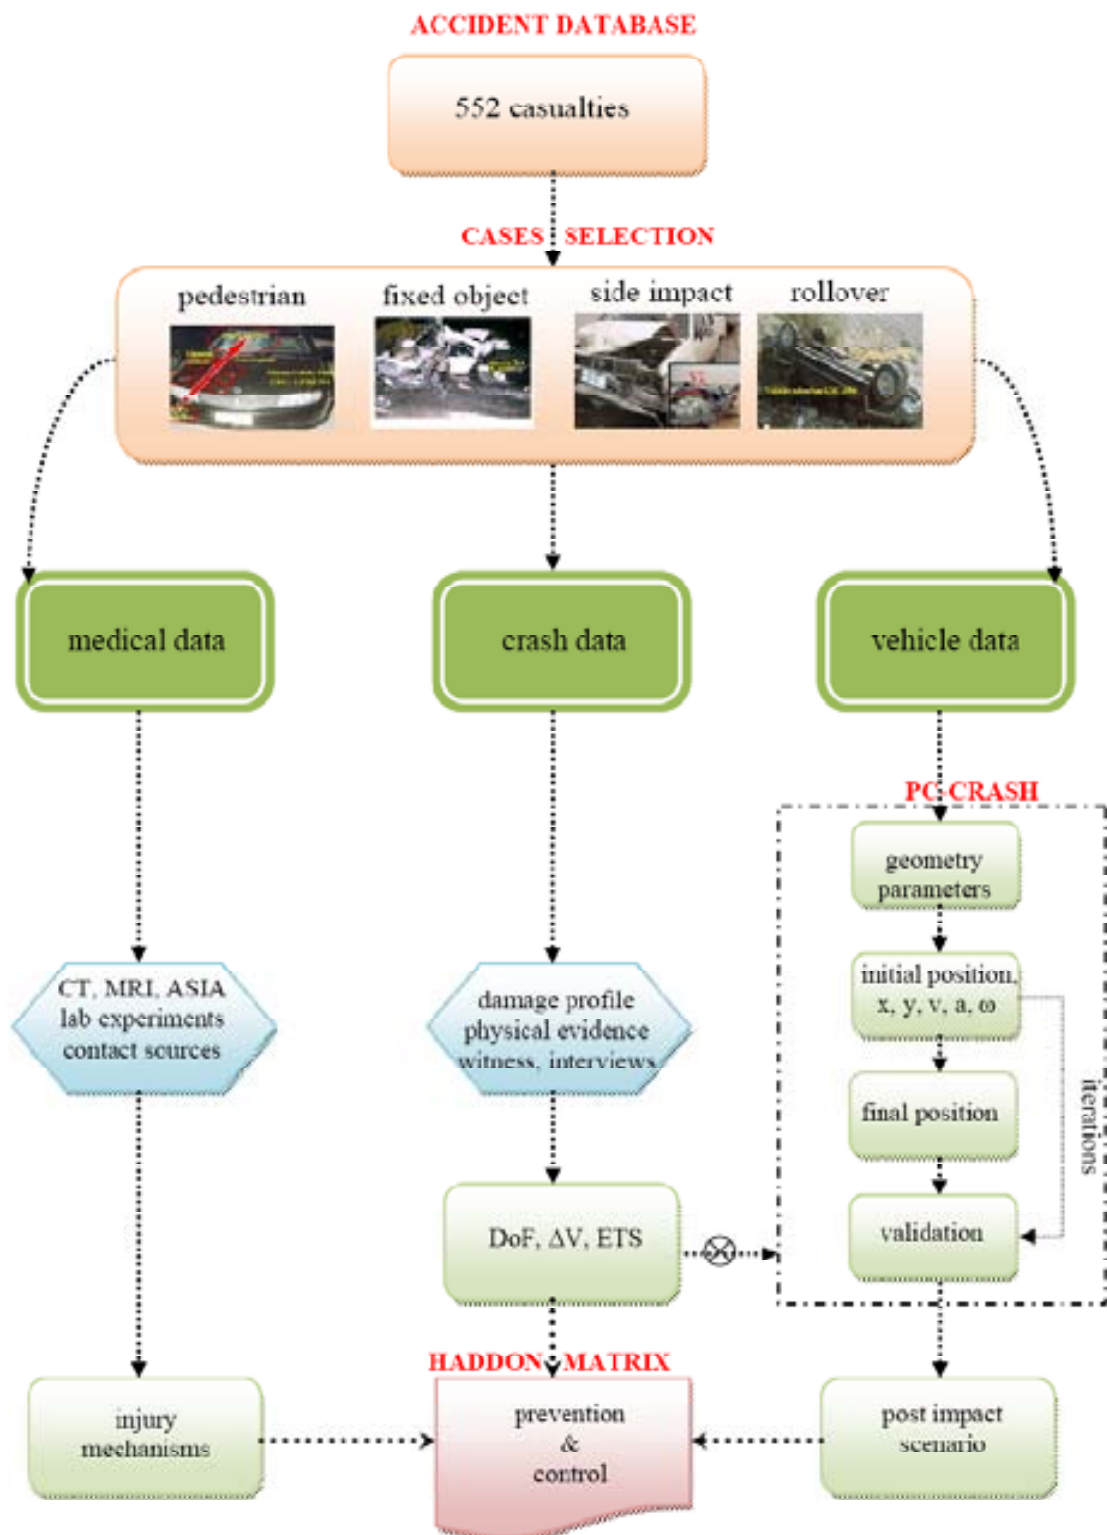 ACCIDENT DATABASE
552 casualties
CASES SELECTION
pedestrian
fixed object
side impact
rollover
medical data
crash data
vehicle data
PC-CRASH
geometry
parameters
initial position,
x, y, v, a, ω
final position
validation
iterations
CT, MRI, ASIA
lab experiments
contact sources
damage profile
physical evidence
witness, interviews
DoF, ΔV, ETS
HADDON MATRIX
injury
mechanisms
prevention
&
control
post impact
scenario